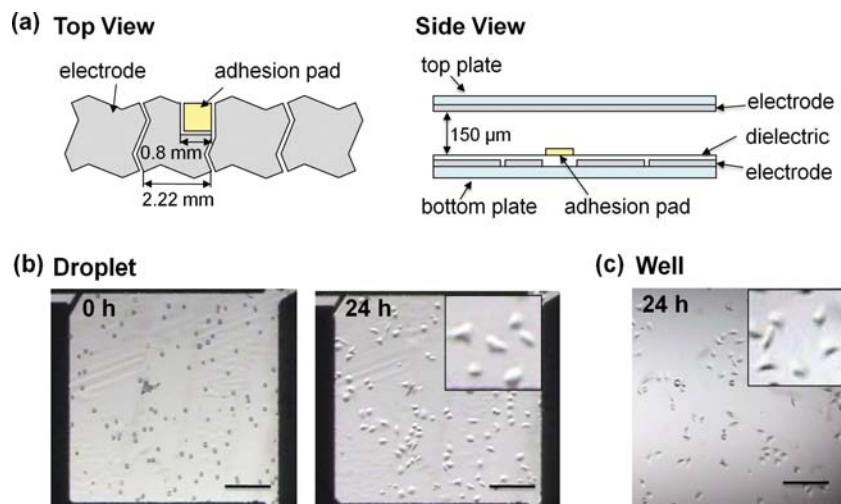 (a) Top View
electrode
adhesion pad
0.8 mm
2.22 mm
Side View
top plate
electrode
150 μm
dielectric
electrode
bottom plate
adhesion pad
(b) Droplet
0 h
24 h
(c) Well
24 h